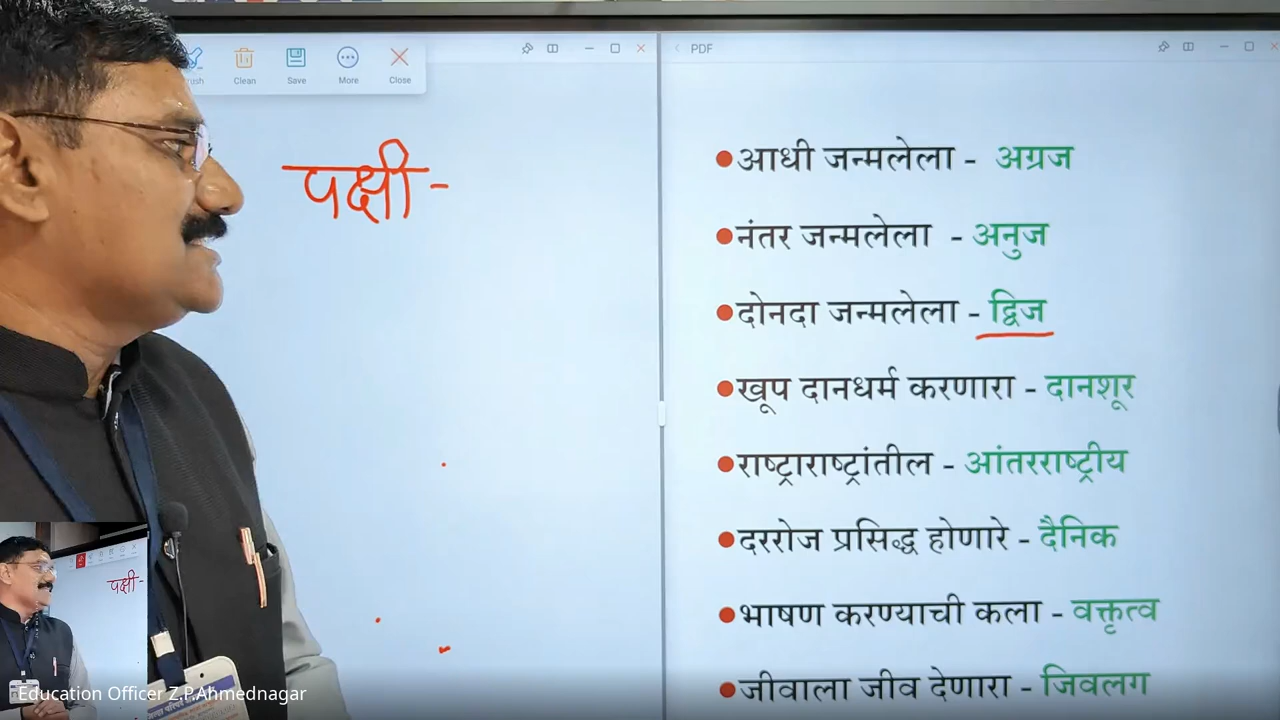 Clean
Save
More
Close
PDF
पक्षी -
आधी जन्मलेला - अग्रज
नंतर जन्मलेला - अनुज
दोनदा जन्मलेला - द्विज
खूप दानधर्म करणारा - दानशूर
राष्ट्राराष्ट्रांतील - आंतरराष्ट्रीय
दररोज प्रसिद्ध होणारे - दैनिक
भाषण करण्याची कला - वक्तृत्व
जीवाला जीव देणारा - जिवलग
पक्षी -
Education Officer Z.P.Ahmednagar